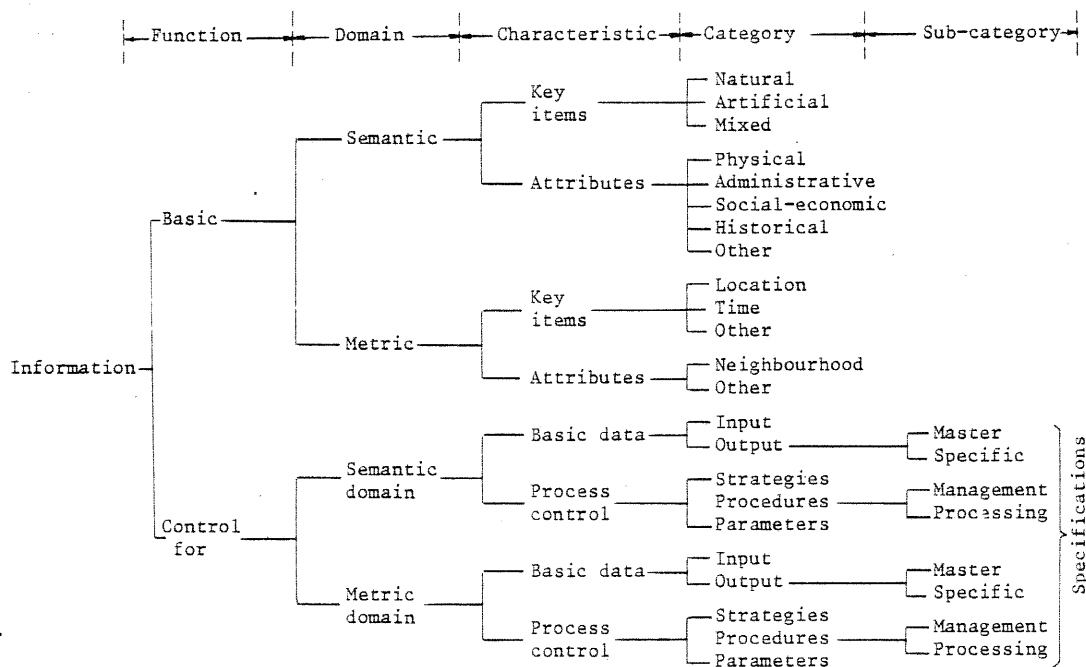 Function Domain Characteristic Category Sub-category
Information
Basic
Semantic
Key
items
Natural
Artificial
Mixed
Attributes
Physical
Administrative
Social-economic
Historical
Other
Metric
Key
items
Location
Time
Other
Attributes
Neighbourhood
Other
Control
for
Semantic
domain
Basic data
Input
Output
Master
Specific
Process
control
Strategies
Procedures
Parameters
Management
Processing
Metric
domain
Basic data
Input
Output
Master
Specific
Process
control
Strategies
Procedures
Parameters
Management
Processing
Specifications